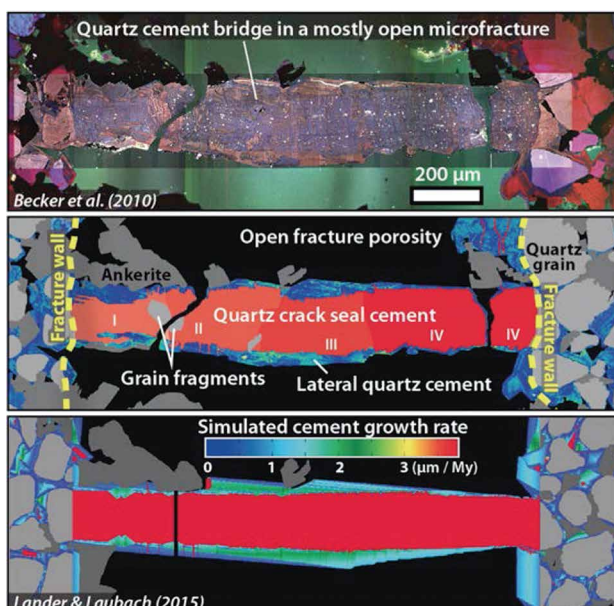 Quartz cement bridge in a mostly open microfracture
200 µm
Becker et al. (2010)
Open fracture porosity
Quartz grain
Fracture wall
Ankerite
Fracture wall
I
II
III
IV
IV
Quartz crack seal cement
Grain fragments
Lateral quartz cement
Simulated cement growth rate
0 1 2 3 (µm / My)
Lander & Laubach (2015)